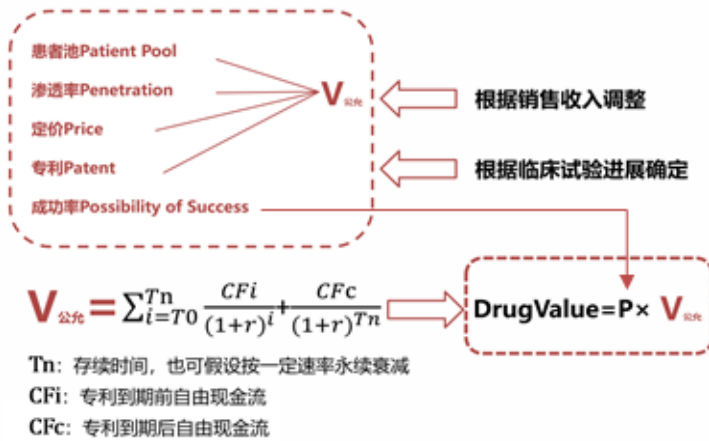 患者池Patient Pool
渗透率Penetration
定价Price
专利Patent
成功率Possibility of Success
V公允
根据销售收入调整
根据临床试验进展确定
V公允 = ∑_{i=T0}^{Tn} CFi/(1+r)^i + CFc/(1+r)^{Tn}
DrugValue=P× V公允
Tn：存续时间，也可假设按一定速率永续衰减
CFi：专利到期前自由现金流
CFc：专利到期后自由现金流